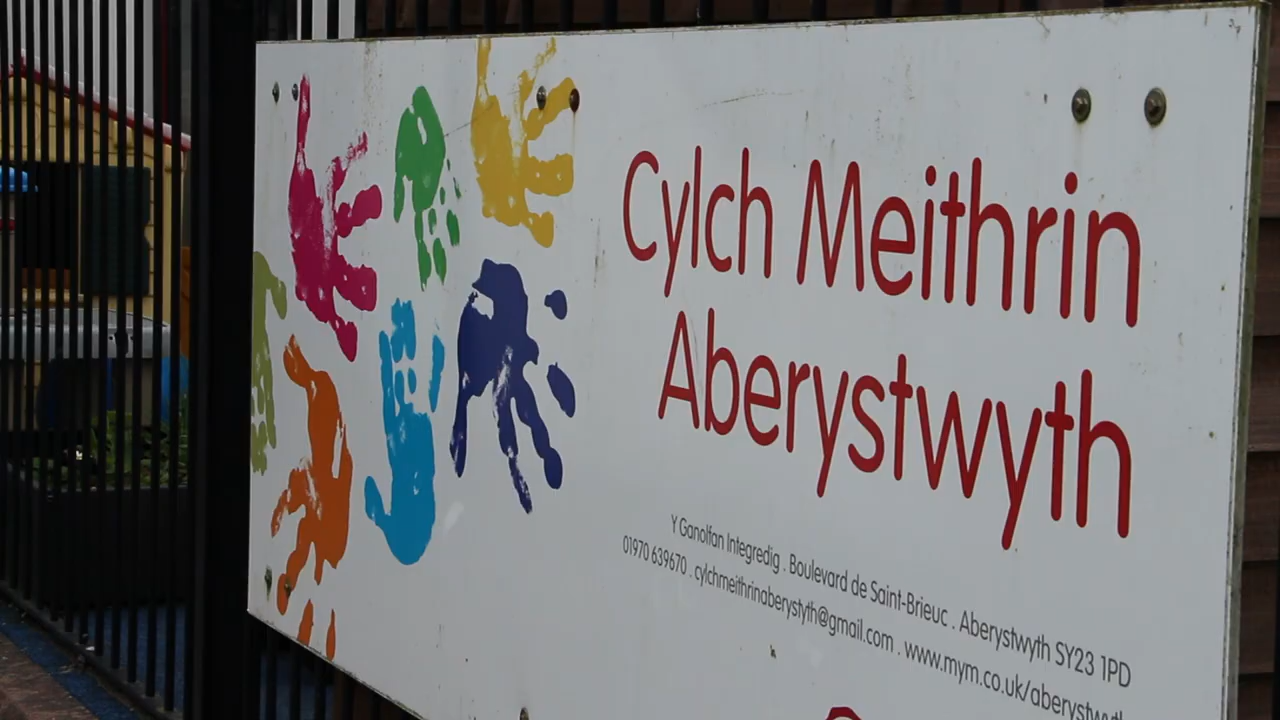 Cylch Meithrin
Aberystwyth
Y Ganolfan Integredig . Boulevard de Saint-Brieuc . Aberystwyth SY23 1PD
01970 639670 . cylchmeithrinaberystyth@gmail.com . www.mym.co.uk/aberystwyth